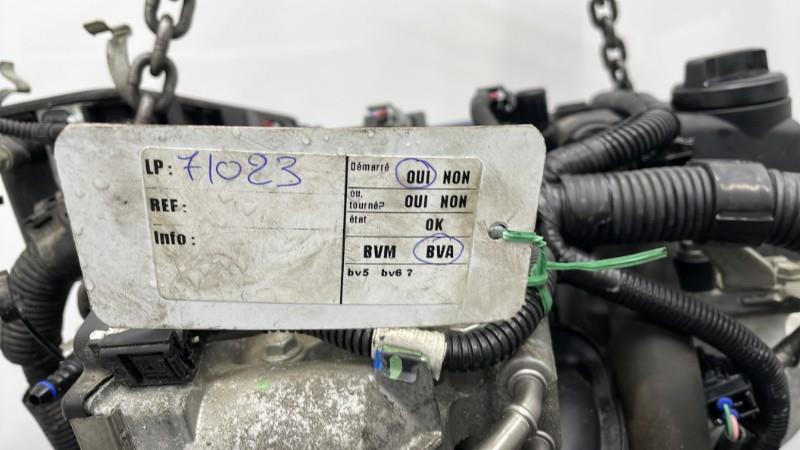 LP : 71023
REF :
Info :
Démarré OUI NON
ou, tourné? OUI NON
état OK
BVM BVA
bv5 bv6 ?